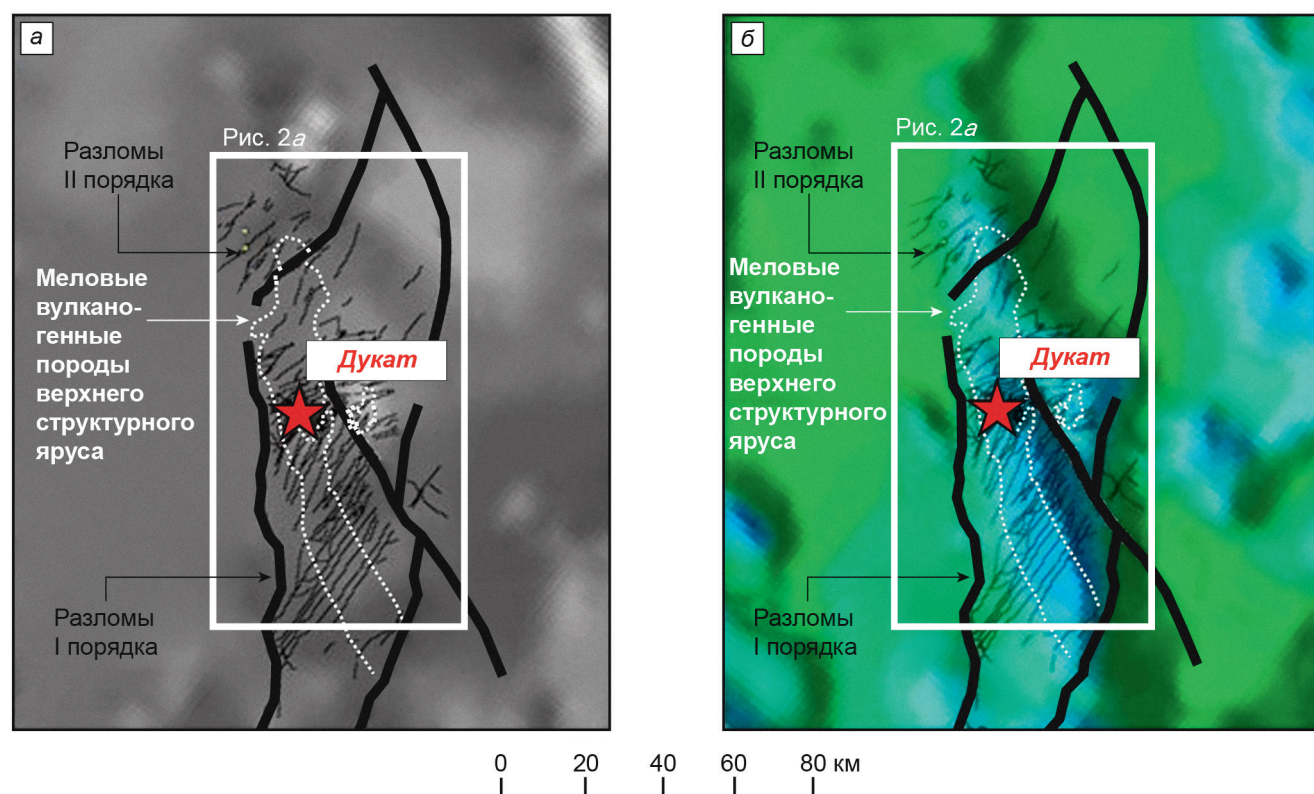 а
Рис. 2а
Разломы
II порядка
Меловые
вулкано-
генные
породы
верхнего
структурного
яруса
Дукат
Разломы
I порядка
б
Рис. 2а
Разломы
II порядка
Меловые
вулкано-
генные
породы
верхнего
структурного
яруса
Дукат
Разломы
I порядка
0 20 40 60 80 км